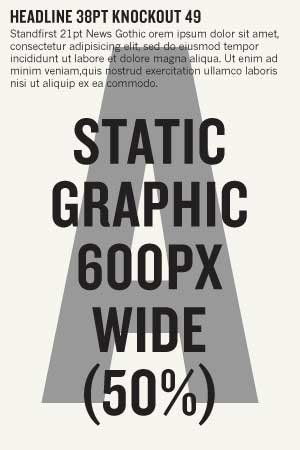 HEADLINE 38PT KNOCKOUT 49
Standfirst 21pt News Gothic orem ipsum dolor sit amet,
consectetur adipisicing elit, sed do eiusmod tempor
incididunt ut labore et dolore magna aliqua. Ut enim ad
minim veniam,quis nostrud exercitation ullamco laboris
nisi ut aliquip ex ea commodo.
A
STATIC
GRAPHIC
600PX
WIDE
(50%)